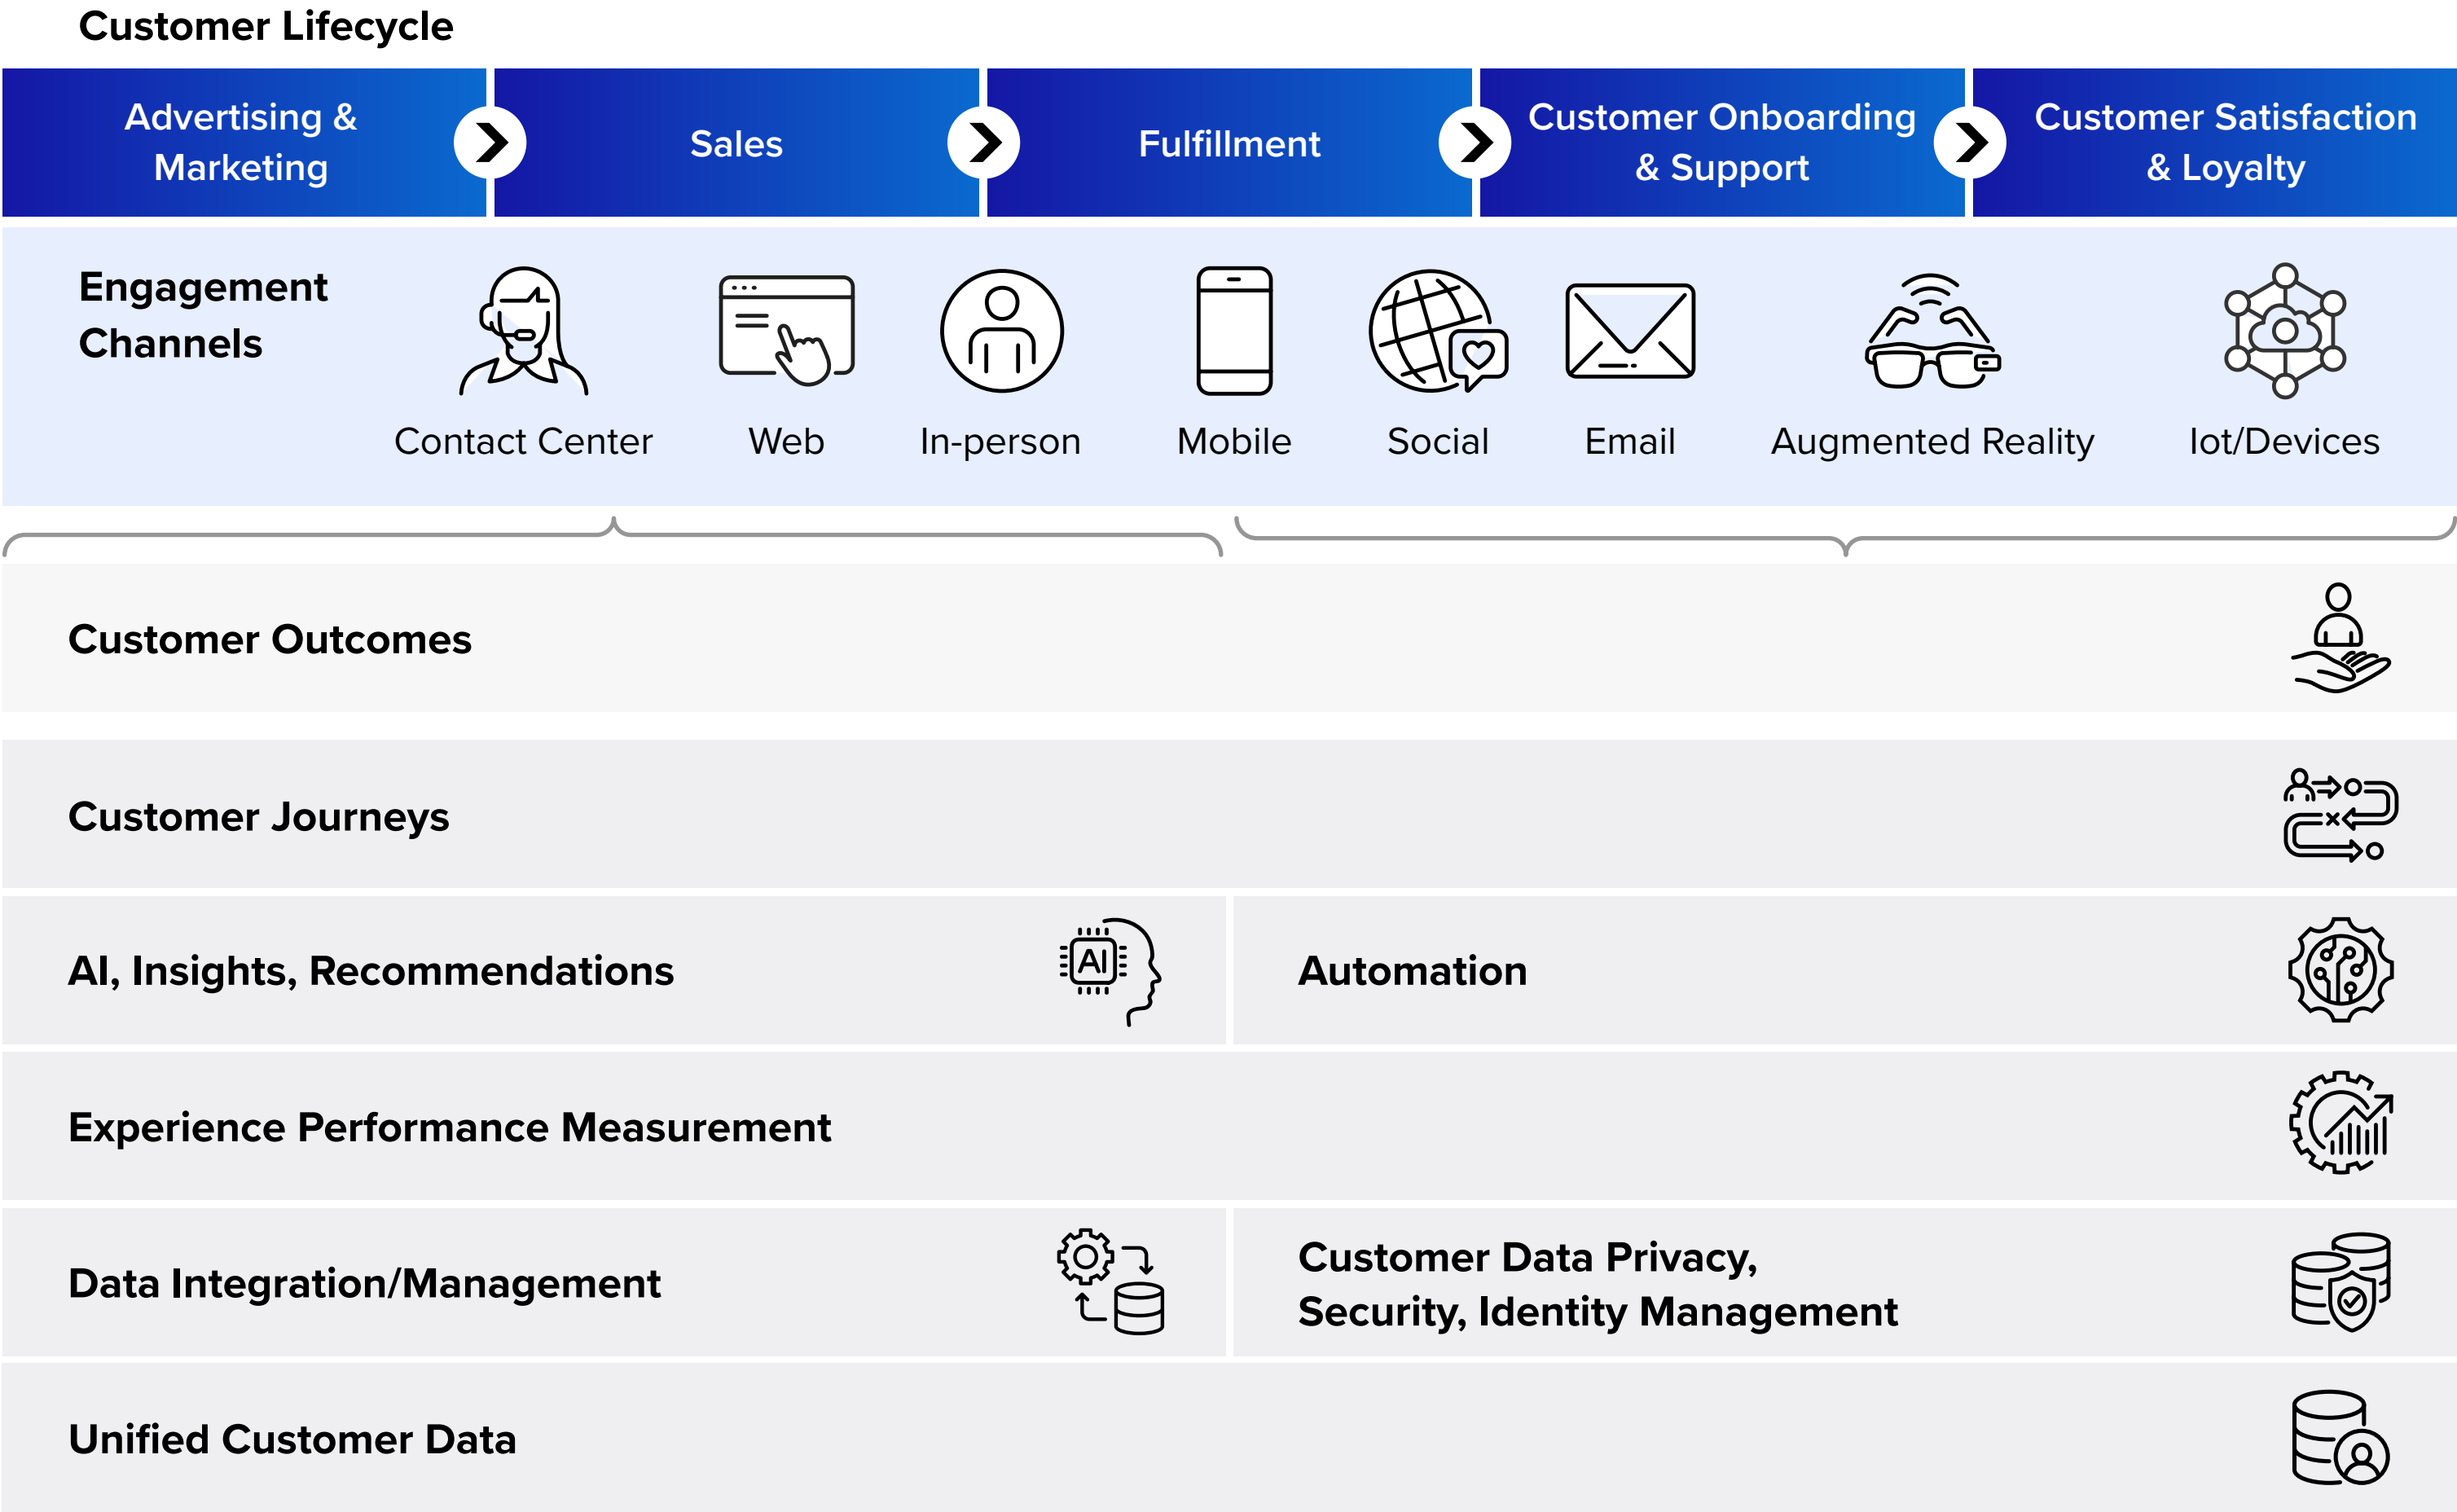 Customer Lifecycle
Advertising &
Marketing
Sales
Fulfillment
Customer Onboarding
& Support
Customer Satisfaction
& Loyalty
Engagement
Channels
Contact Center
Web
In-person
Mobile
Social
Email
Augmented Reality
Iot/Devices
Customer Outcomes
Customer Journeys
AI, Insights, Recommendations
AI
Automation
Experience Performance Measurement
Data Integration/Management
Customer Data Privacy,
Security, Identity Management
Unified Customer Data